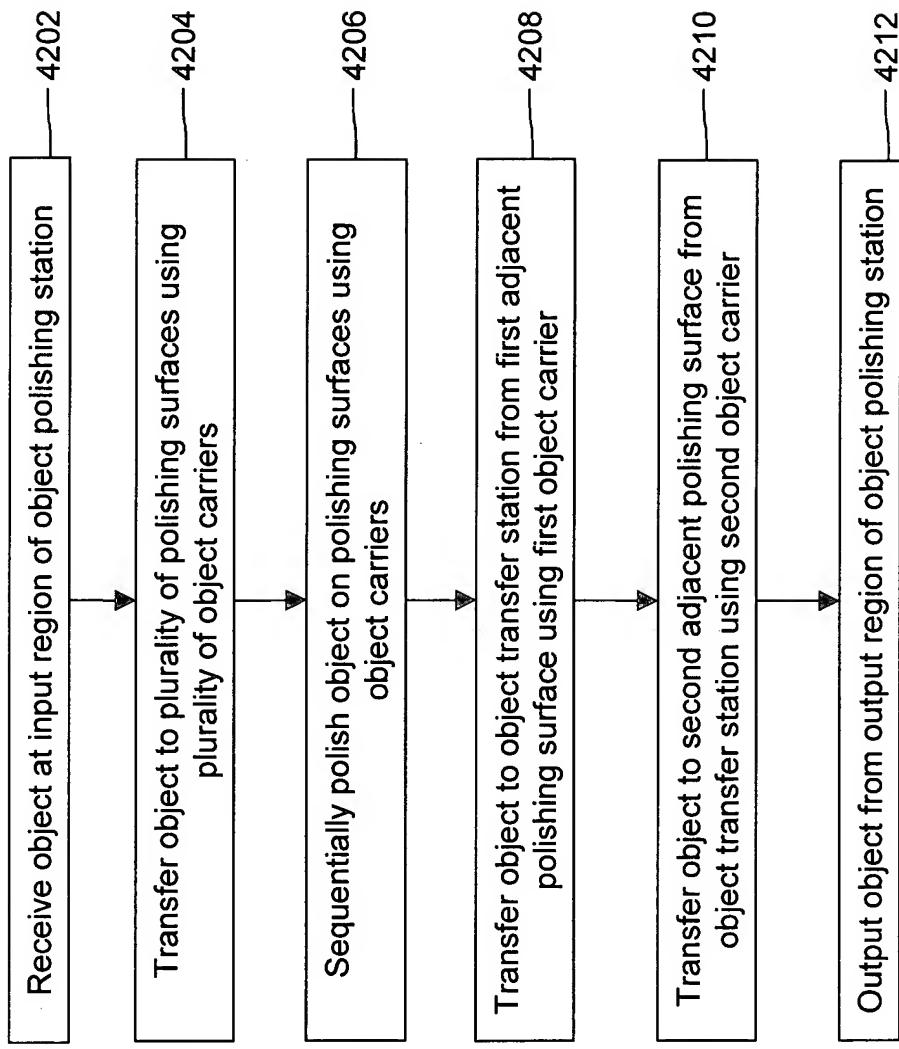 Receive object at input region of object polishing station
4202
Transfer object to plurality of polishing surfaces using
plurality of object carriers
4204
Sequentially polish object on polishing surfaces using
object carriers
4206
Transfer object to object transfer station from first adjacent
polishing surface using first object carrier
4208
Transfer object to second adjacent polishing surface from
object transfer station using second object carrier
4210
Output object from output region of object polishing station
4212